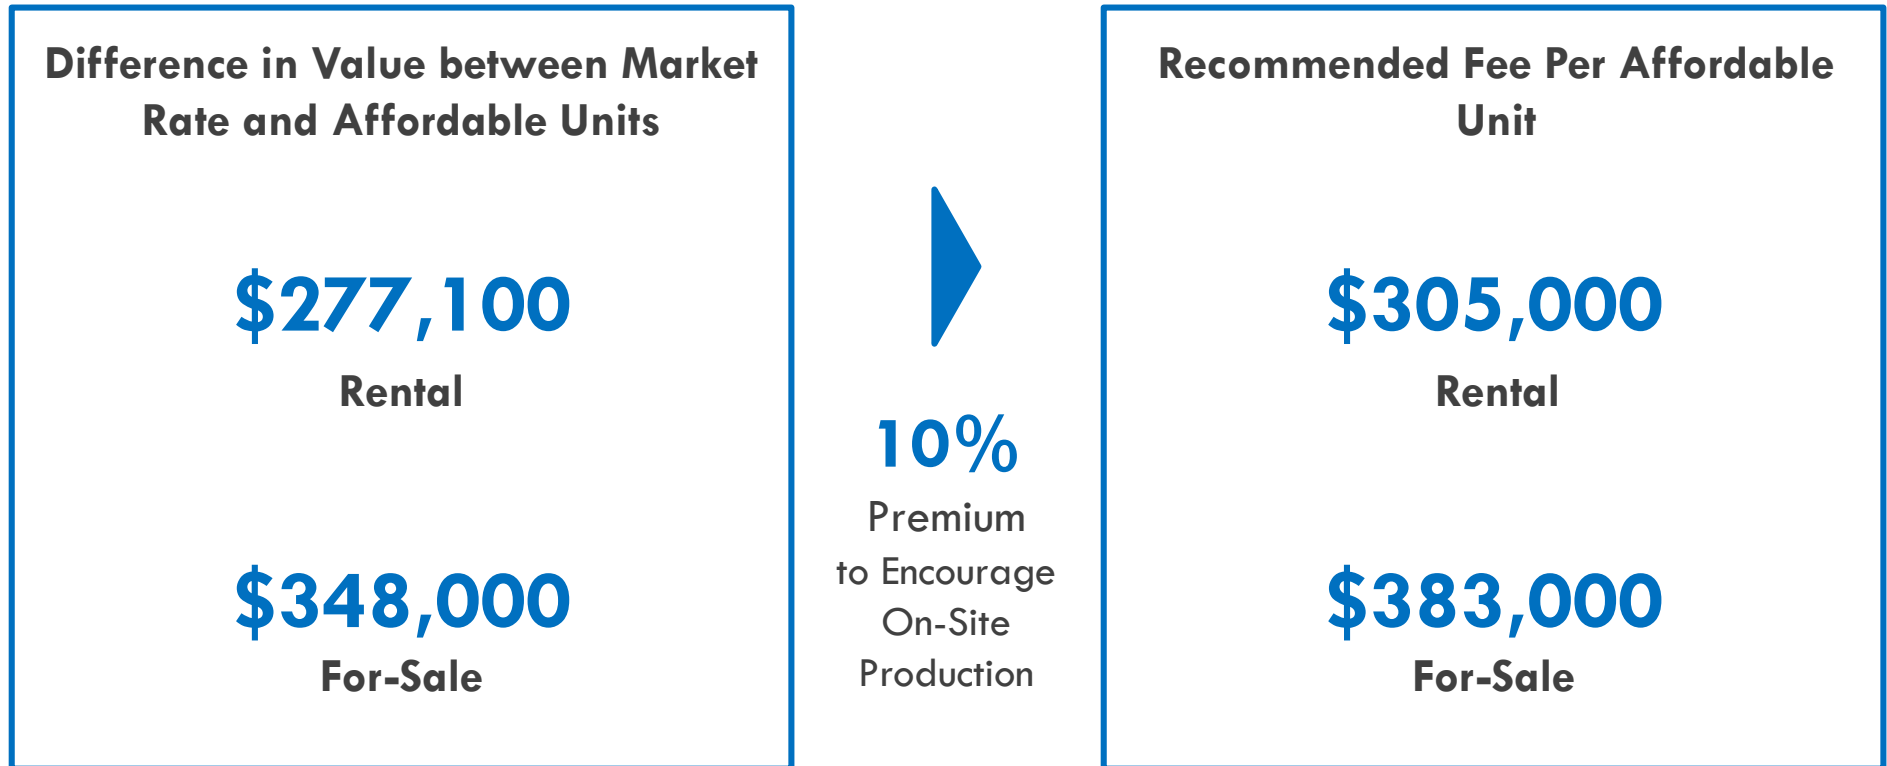 Difference in Value between Market
Rate and Affordable Units
$277,100
Rental
$348,000
For-Sale
10%
Premium
to Encourage
On-Site
Production
Recommended Fee Per Affordable
Unit
$305,000
Rental
$383,000
For-Sale